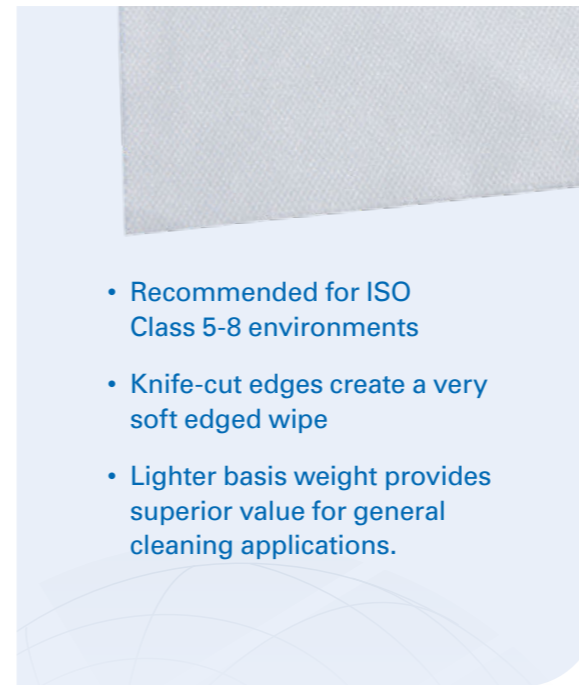 • Recommended for ISO
Class 5-8 environments
• Knife-cut edges create a very
soft edged wipe
• Lighter basis weight provides
superior value for general
cleaning applications.